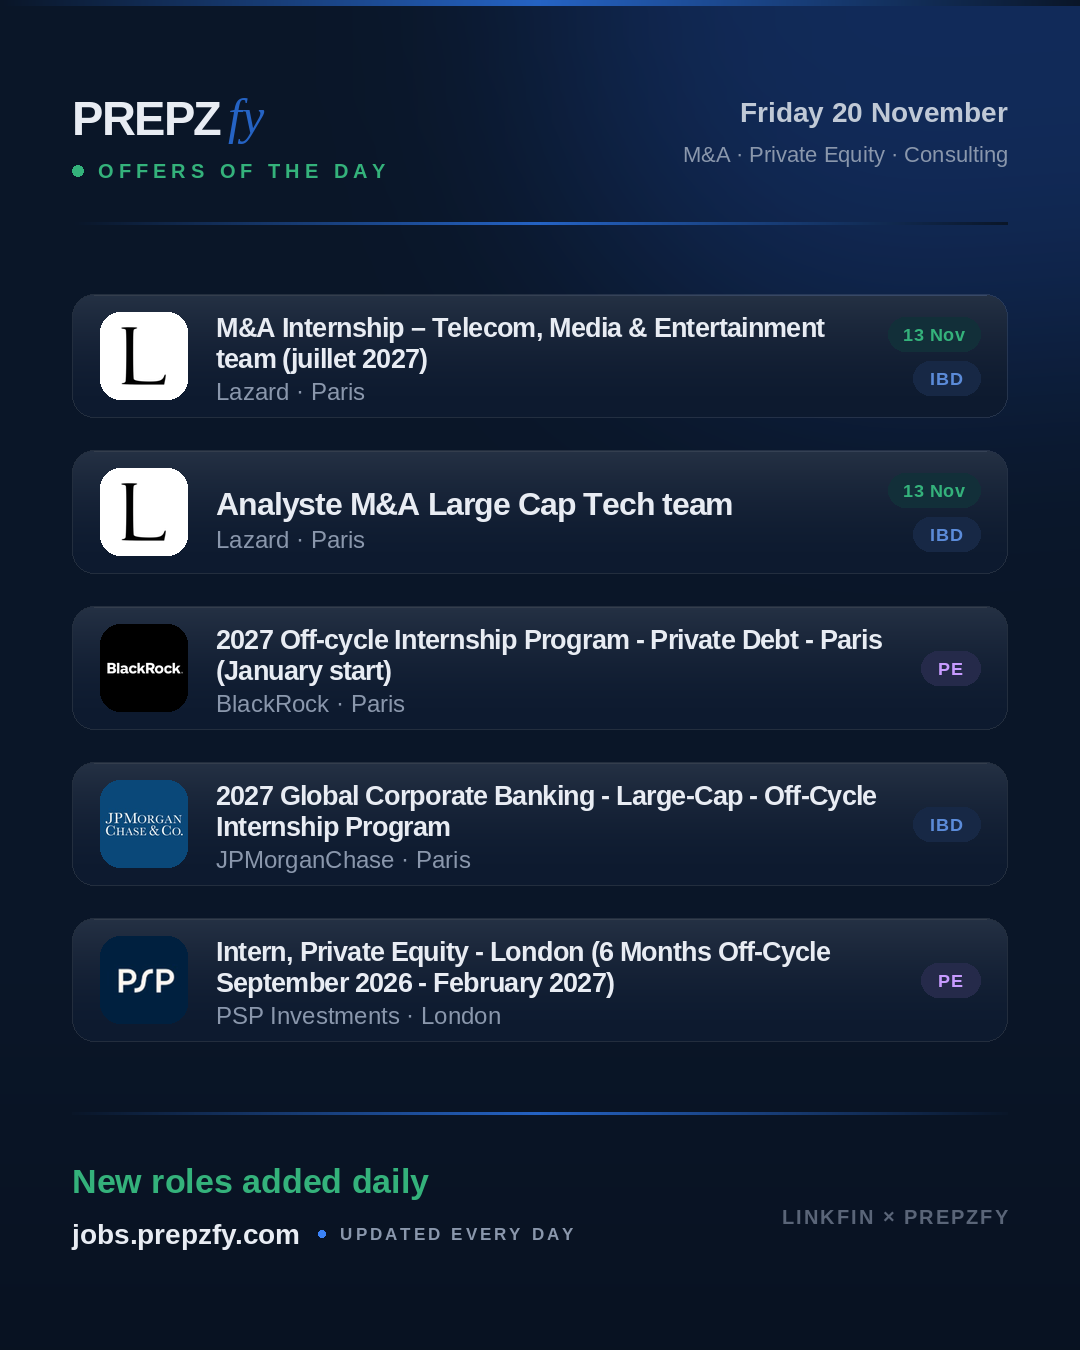 PREPZ fy
Friday 20 November
OFFERS OF THE DAY
M&A · Private Equity · Consulting
L
M&A Internship – Telecom, Media & Entertainment
team (juillet 2027)
Lazard · Paris
13 Nov
IBD
L
Analyste M&A Large Cap Tech team
Lazard · Paris
13 Nov
IBD
BlackRock.
2027 Off-cycle Internship Program - Private Debt - Paris
(January start)
BlackRock · Paris
PE
JPMORGAN
CHASE & CO.
2027 Global Corporate Banking - Large-Cap - Off-Cycle
Internship Program
JPMorganChase · Paris
IBD
PSP
Intern, Private Equity - London (6 Months Off-Cycle
September 2026 - February 2027)
PSP Investments · London
PE
New roles added daily
jobs.prepzfy.com • UPDATED EVERY DAY
LINKFIN × PREPZFY